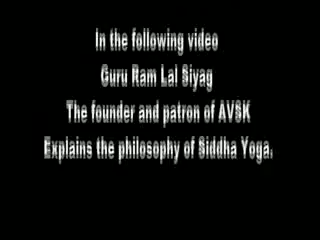 In the following video
Guru Ram Lal Siyag
The founder and patron of AVSK
Explains the philosophy of Siddha Yoga.